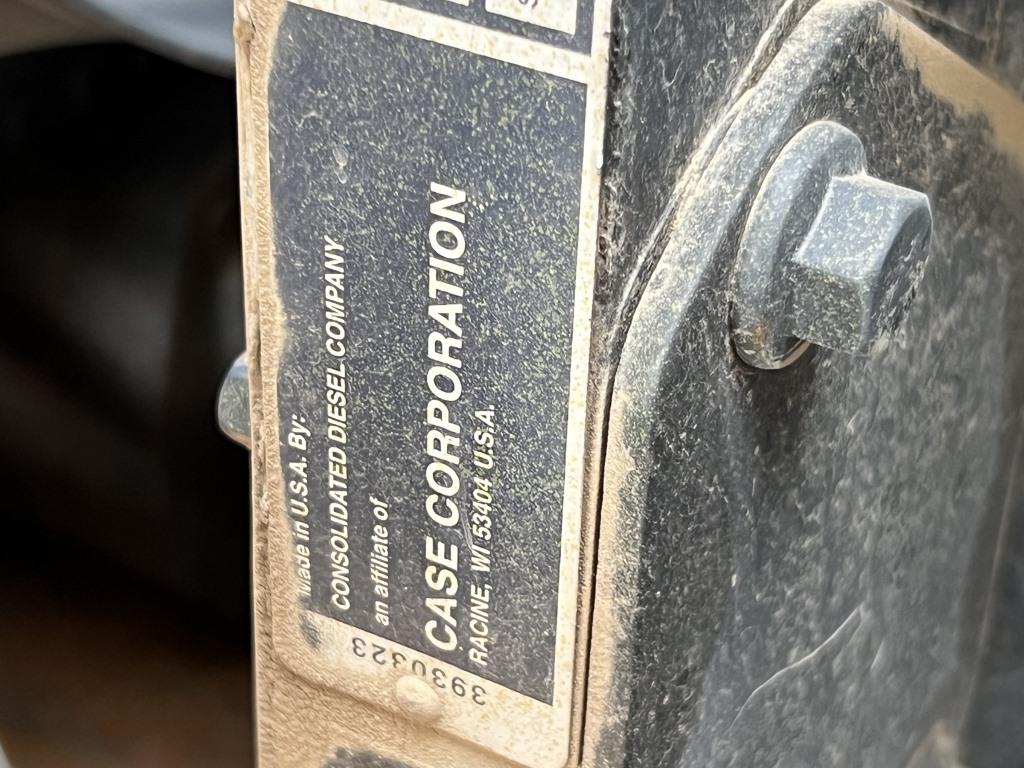 Made in U.S.A. By:
CONSOLIDATED DIESEL COMPANY
an affiliate of
CASE CORPORATION
RACINE, WI 53404 U.S.A.
3930323